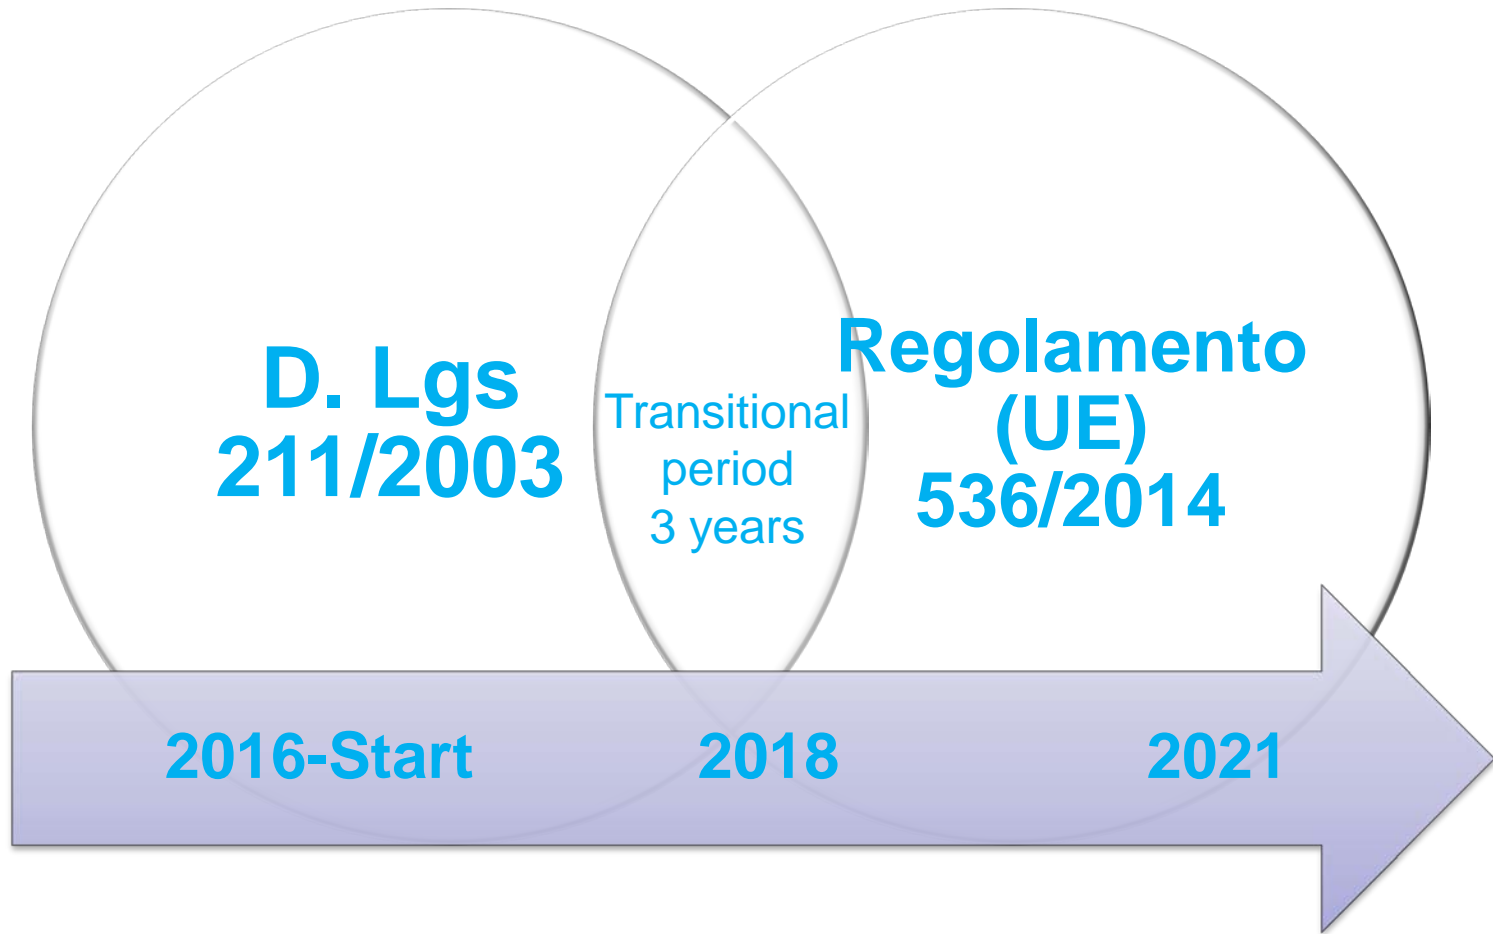 D. Lgs
211/2003
Transitional
period
3 years
Regolamento
(UE)
536/2014
2016-Start
2018
2021